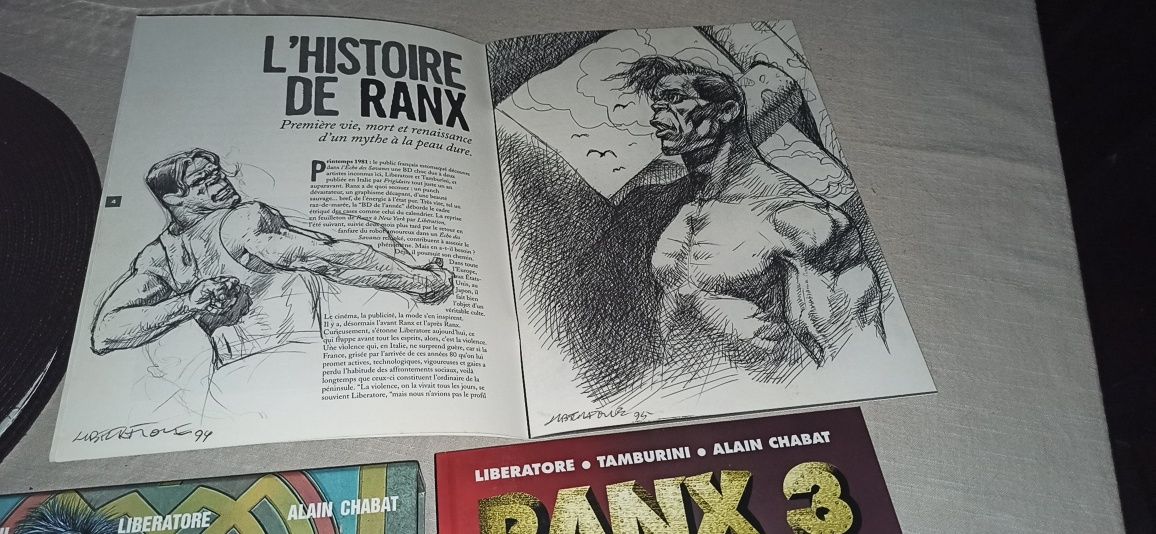 L'HISTOIRE
DE RANX
Première vie, mort et renaissance
d'un mythe à la peau dure.
Printemps 1981 : le public français estomaqué découvre
dans l'Écho des Savanes une BD choc due à deux
artistes inconnus ici, Liberatore et Tamburini, et
publiée en Italie par Frigidaire tout juste un an
auparavant. Ranx a de quoi secouer : un punch
dévastateur, un graphisme décapant, d'une beauté
sauvage... bref, de l'énergie à l'état pur. Très vite, tel un
raz-de-marée, la "BD de l'année" déborde le cadre
étriqué des cases comme celui du calendrier. La reprise
en feuilleton de Ranx à New York par Libération,
l'été suivant, suivie deux mois plus tard par le retour en
fanfare du robot amoureux dans un Écho des
Savanes contribuent à asseoir le
phénomène. Mais en a-t-il besoin ?
Déjà, il poursuit son chemin.
Dans toute
l'Europe,
aux États-
Unis, au
Japon, il
fait bien
l'objet d'un
véritable culte.
Le cinéma, la publicité, la mode s'en inspirent.
Il y a, désormais l'avant Ranx et l'après Ranx.
Curieusement, s'étonne Liberatore aujourd'hui, ce
qui frappe avant tout les esprits, alors, c'est la violence.
Une violence qui, en Italie, ne surprend guère, car si la
France, grisée par l'arrivée de ces années 80 qu'on lui
promet actives, technologiques, vigoureuses et gaies a
perdu l'habitude des affrontements sociaux, voilà
longtemps que ceux-ci constituent l'ordinaire de la
péninsule. "La violence, on la vivait tous les jours, se
souvient Liberatore, "mais nous n'avions pas le profil
4
LIBERATORE 94
LIBERATORE 95
LIBERATORE
ALAIN CHABAT
LIBERATORE • TAMBURINI • ALAIN CHABAT
RANX 3